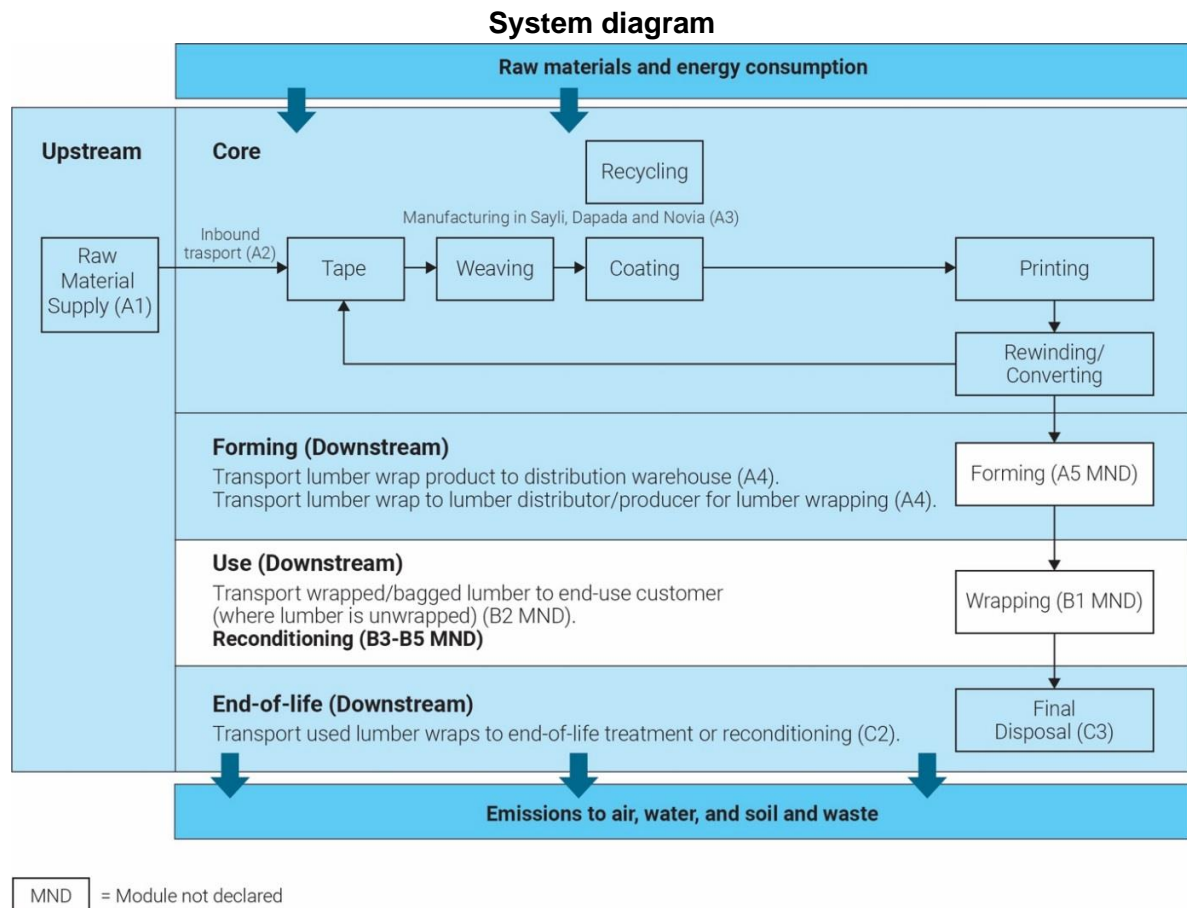 System diagram
Raw materials and energy consumption
Upstream
Core
Recycling
Manufacturing in Sayli, Dapada and Novia (A3)
Inbound
trasport (A2)
Raw
Material
Supply (A1)
Tape
Weaving
Coating
Printing
Rewinding/
Converting
Forming (Downstream)
Transport lumber wrap product to distribution warehouse (A4).
Transport lumber wrap to lumber distributor/producer for lumber wrapping (A4).
Forming (A5 MND)
Use (Downstream)
Transport wrapped/bagged lumber to end-use customer
(where lumber is unwrapped) (B2 MND).
Reconditioning (B3-B5 MND)
Wrapping (B1 MND)
End-of-life (Downstream)
Transport used lumber wraps to end-of-life treatment or reconditioning (C2).
Final
Disposal (C3)
Emissions to air, water, and soil and waste
MND = Module not declared